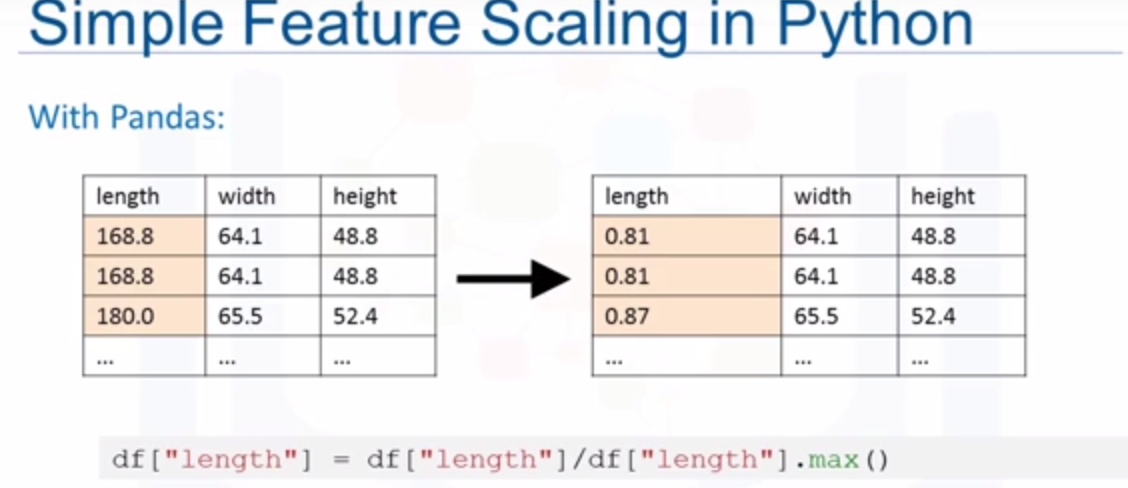 Simple Feature Scaling in Python
With Pandas:
length width height
168.8 64.1 48.8
168.8 64.1 48.8
180.0 65.5 52.4
... ... ...
length width height
0.81 64.1 48.8
0.81 64.1 48.8
0.87 65.5 52.4
... ... ...
df["length"] = df["length"]/df["length"].max()